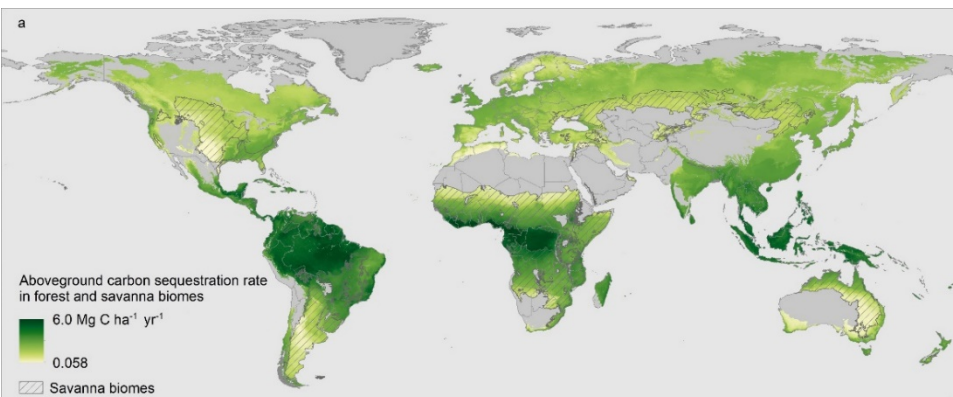 a
Aboveground carbon sequestration rate
in forest and savanna biomes
6.0 Mg C ha⁻¹ yr⁻¹
0.058
Savanna biomes